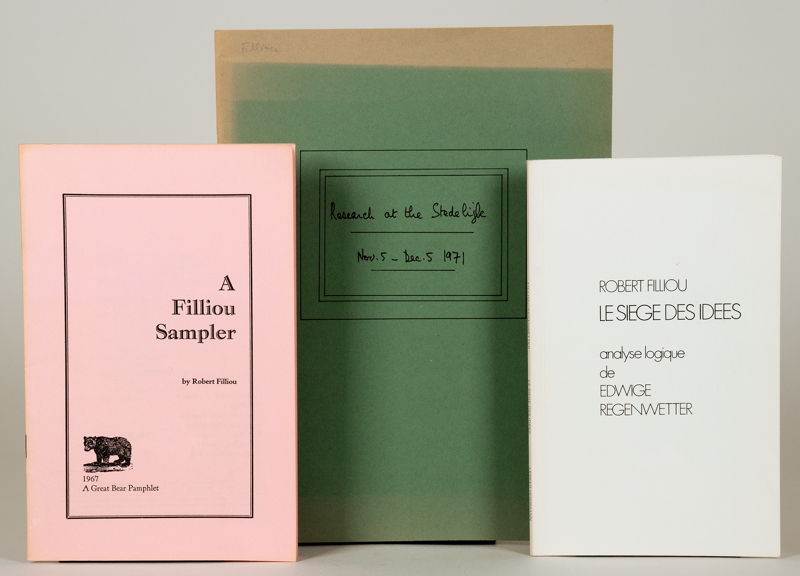 A
Filliou
Sampler
by Robert Filliou
1967
A Great Bear Pamphlet
Filliou
Research at the Stedelijk
Nov. 5 – Dec. 5 1971
ROBERT FILLIOU
LE SIEGE DES IDEES
analyse logique
de
EDWIGE
REGENWETTER